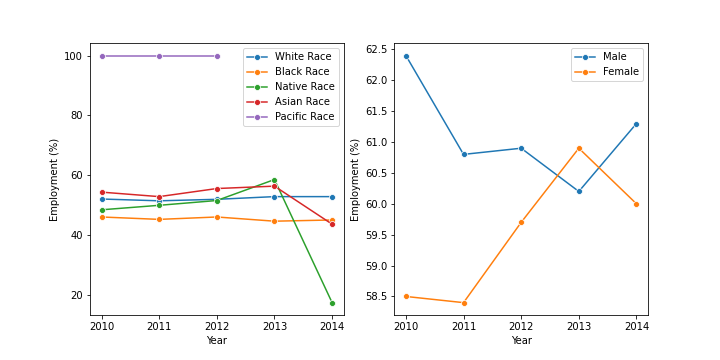 100
80
60
40
20
Employment (%)
2010 2011 2012 2013 2014
Year
White Race
Black Race
Native Race
Asian Race
Pacific Race
62.5
62.0
61.5
61.0
60.5
60.0
59.5
59.0
58.5
Employment (%)
2010 2011 2012 2013 2014
Year
Male
Female